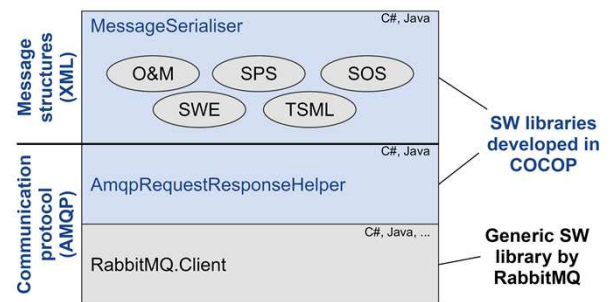 C#, Java
MessageSerialiser
O&M
SPS
SOS
SWE
TSML
Message
structures
(XML)
C#, Java
AmqpRequestResponseHelper
C#, Java, ...
RabbitMQ.Client
Communication
protocol
(AMQP)
SW libraries
developed in
COCOP
Generic SW
library by
RabbitMQ